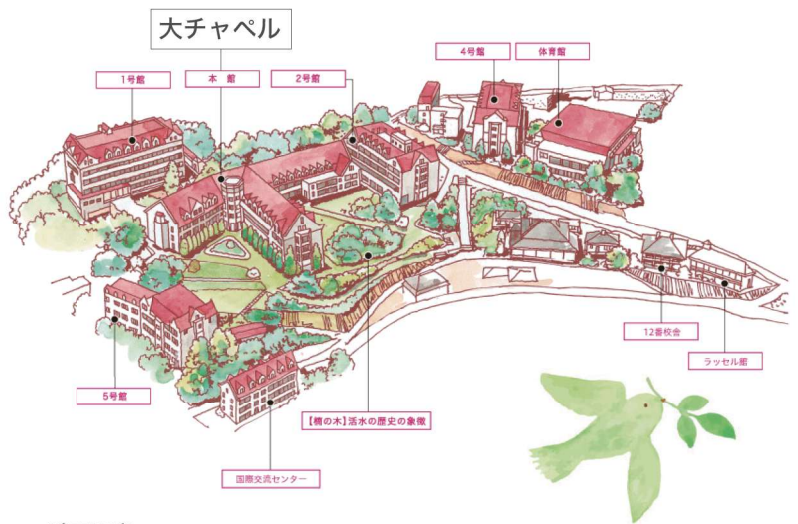 大チャペル
4号館
体育館
1号館
本 館
2号館
12番校舎
ラッセル館
5号館
【楠の木】活水の歴史の象徴
国際交流センター